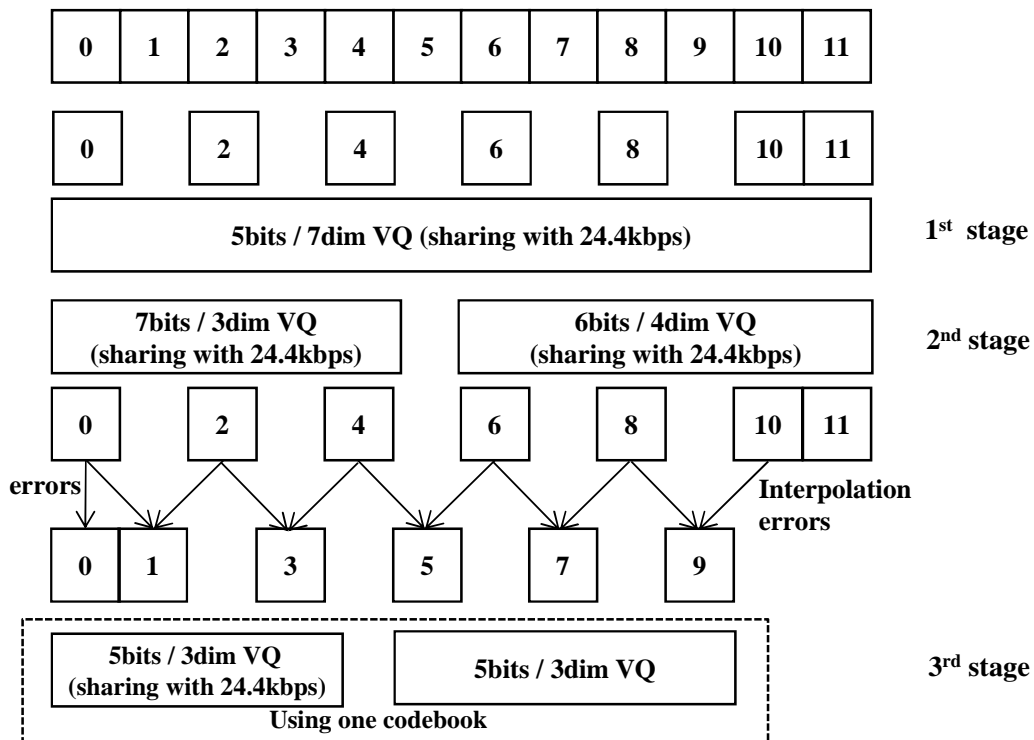 0 1 2 3 4 5 6 7 8 9 10 11
0 2 4 6 8 10 11
5bits / 7dim VQ (sharing with 24.4kbps)
1st stage
7bits / 3dim VQ
(sharing with 24.4kbps)
6bits / 4dim VQ
(sharing with 24.4kbps)
2nd stage
0 2 4 6 8 10 11
errors
Interpolation
errors
0 1 3 5 7 9
5bits / 3dim VQ
(sharing with 24.4kbps)
5bits / 3dim VQ
3rd stage
Using one codebook